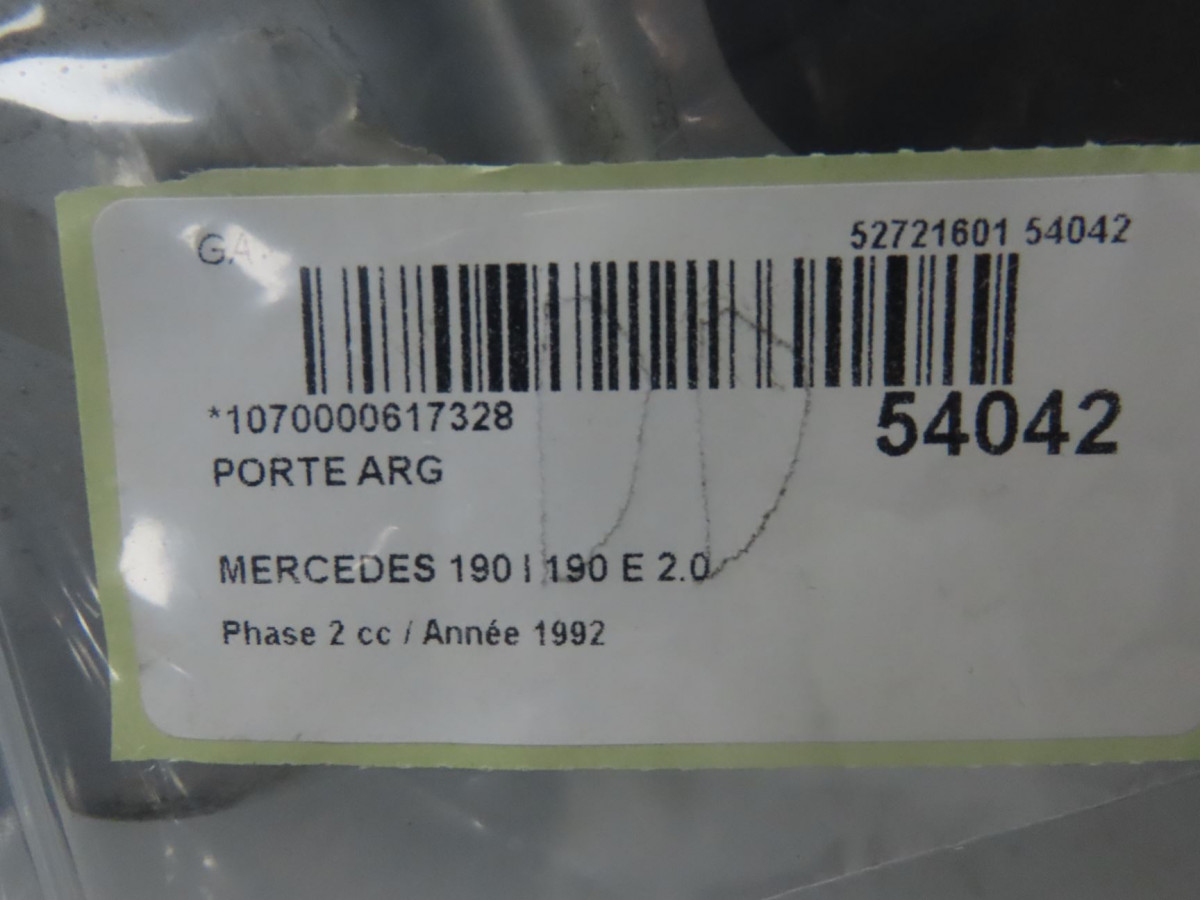 52721601 54042
*1070000617328
54042
PORTE ARG
MERCEDES 190 I 190 E 2.0
Phase 2 cc / Année 1992